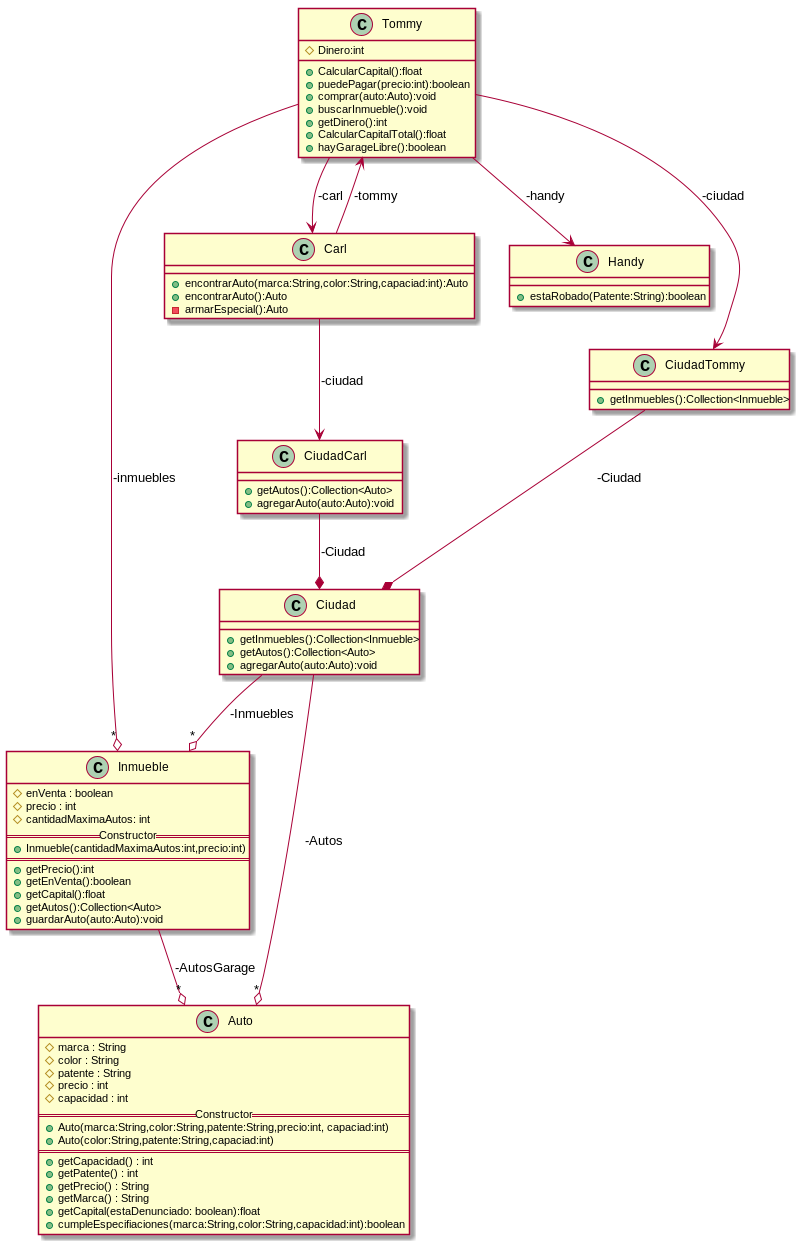 C Tommy
Dinero:int
CalcularCapital():float
puedePagar(precio:int):boolean
comprar(auto:Auto):void
buscarInmueble():void
getDinero():int
CalcularCapitalTotal():float
hayGarageLibre():boolean
-carl
-tommy
-handy
-ciudad
C Carl
encontrarAuto(marca:String,color:String,capaciad:int):Auto
encontrarAuto():Auto
armarEspecial():Auto
C Handy
estaRobado(Patente:String):boolean
C CiudadTommy
getInmuebles():Collection<Inmueble>
-ciudad
C CiudadCarl
getAutos():Collection<Auto>
agregarAuto(auto:Auto):void
-inmuebles
-Ciudad
-Ciudad
C Ciudad
getInmuebles():Collection<Inmueble>
getAutos():Collection<Auto>
agregarAuto(auto:Auto):void
-Inmuebles
*
*
C Inmueble
enVenta : boolean
precio : int
cantidadMaximaAutos: int
Constructor
Inmueble(cantidadMaximaAutos:int,precio:int)
getPrecio():int
getEnVenta():boolean
getCapital():float
getAutos():Collection<Auto>
guardarAuto(auto:Auto):void
-Autos
-AutosGarage
*
*
C Auto
marca : String
color : String
patente : String
precio : int
capacidad : int
Constructor
Auto(marca:String,color:String,patente:String,precio:int, capaciad:int)
Auto(color:String,patente:String,capaciad:int)
getCapacidad() : int
getPatente() : int
getPrecio() : String
getMarca() : String
getCapital(estaDenunciado: boolean):float
cumpleEspecifiaciones(marca:String,color:String,capacidad:int):boolean